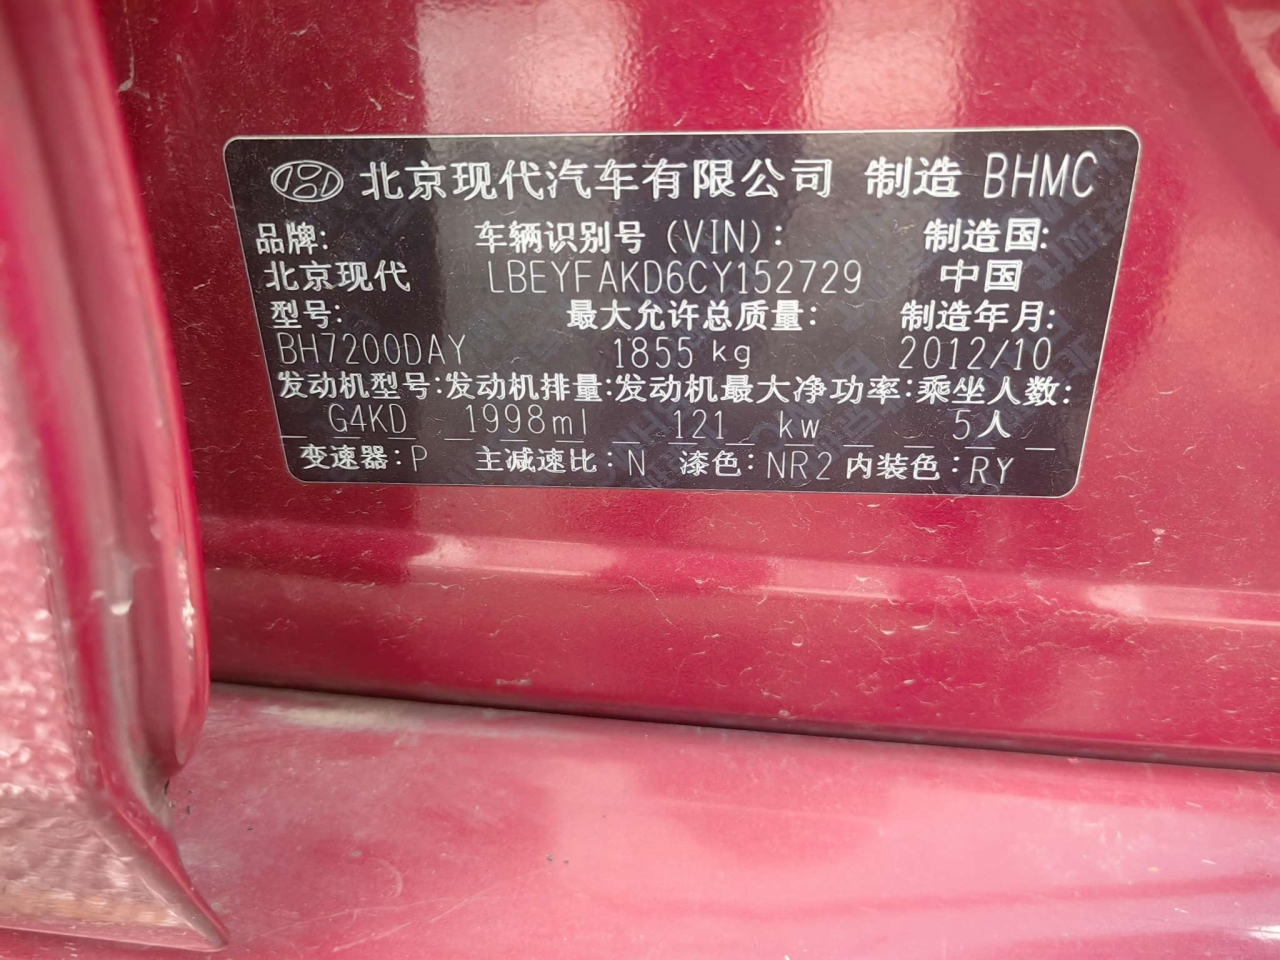 北京现代汽车有限公司 制造 BHMC
品牌: 车辆识别号 (VIN): 制造国:
北京现代 LBEYFAKD6CY152729 中国
型号: 最大允许总质量: 制造年月:
BH7200DAY 1855 kg 2012/10
发动机型号: 发动机排量: 发动机最大净功率: 乘坐人数:
G4KD 1998ml 121 kw 5人
变速器: P 主减速比: N 漆色: NR2 内装色: RY